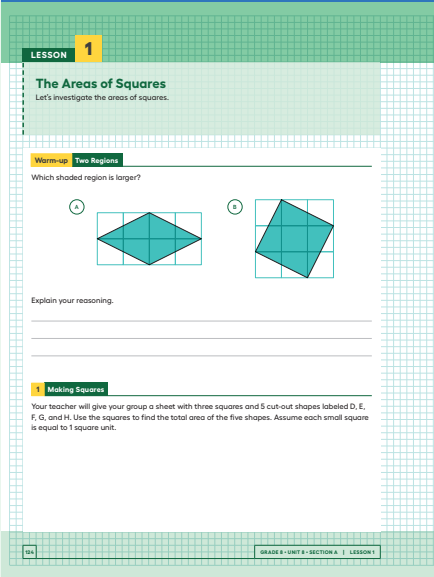 LESSON 1
The Areas of Squares
Let's investigate the areas of squares.
Warm-up Two Regions
Which shaded region is larger?
A
B
Explain your reasoning.
1 Making Squares
Your teacher will give your group a sheet with three squares and 5 cut-out shapes labeled D, E,
F, G, and H. Use the squares to find the total area of the five shapes. Assume each small square
is equal to 1 square unit.
124
GRADE 8 • UNIT 8 • SECTION A | LESSON 1